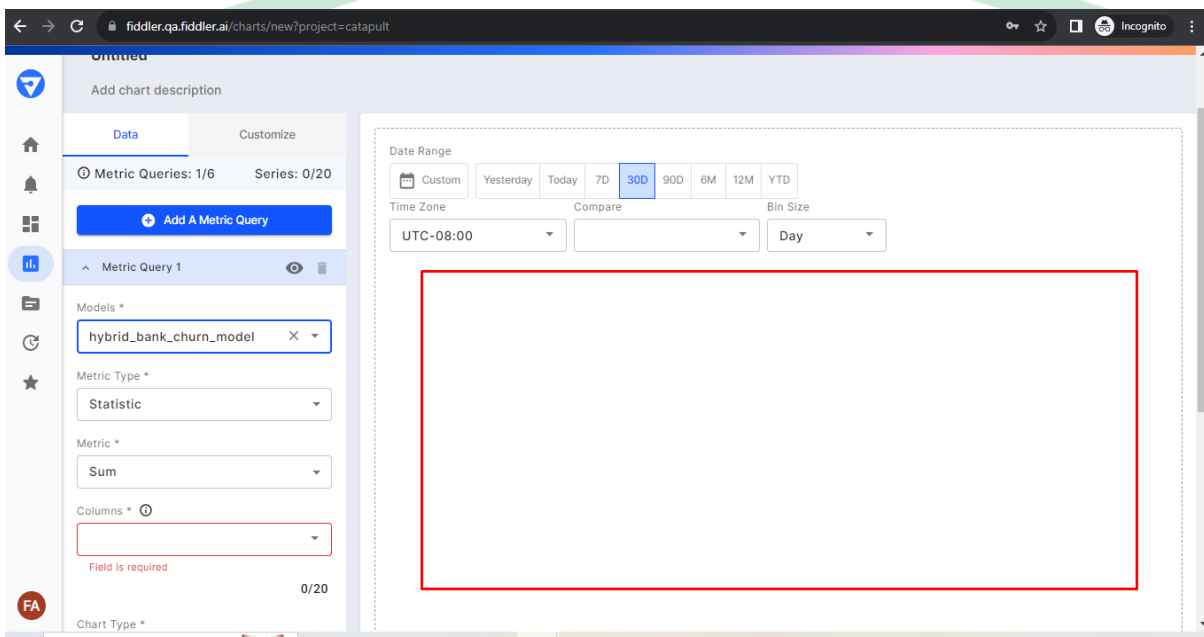 fiddler.qa.fiddler.ai/charts/new?project=catapult
Incognito
Untitled
Add chart description
Data
Customize
Metric Queries: 1/6
Series: 0/20
Add A Metric Query
Metric Query 1
Models *
hybrid_bank_churn_model
Metric Type *
Statistic
Metric *
Sum
Columns *
Field is required
0/20
Chart Type *
FA
Date Range
Custom
Yesterday
Today
7D
30D
90D
6M
12M
YTD
Time Zone
Compare
Bin Size
UTC-08:00
Day